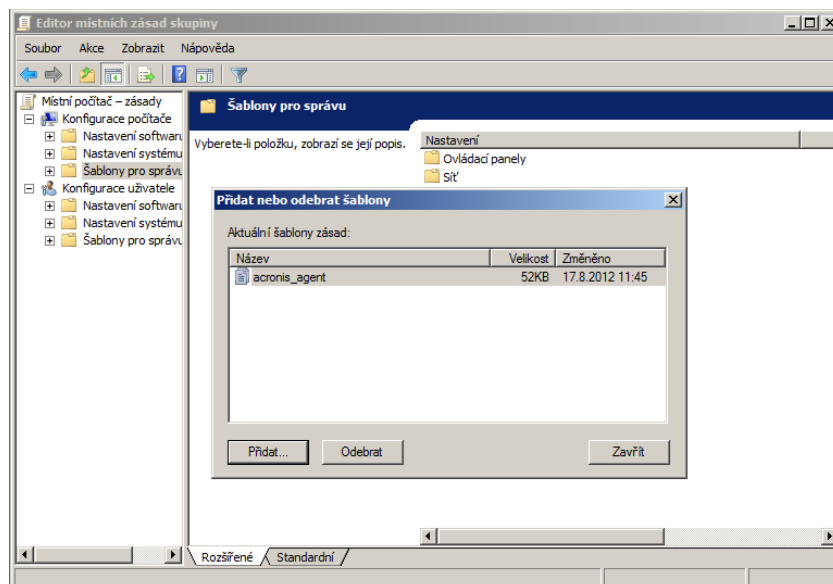 Editor místních zásad skupiny
Soubor Akce Zobrazit Nápověda
Místní počítač – zásady
Konfigurace počítače
Nastavení softwaru
Nastavení systému
Šablony pro správu
Konfigurace uživatele
Nastavení softwaru
Nastavení systému
Šablony pro správu
Šablony pro správu
Vyberete-li položku, zobrazí se její popis.
Nastavení
Ovládací panely
Síť
Přidat nebo odebrat šablony
Aktuální šablony zásad:
Název Velikost Změněno
acronis_agent 52KB 17.8.2012 11:45
Přidat... Odebrat Zavřít
Rozšířené Standardní